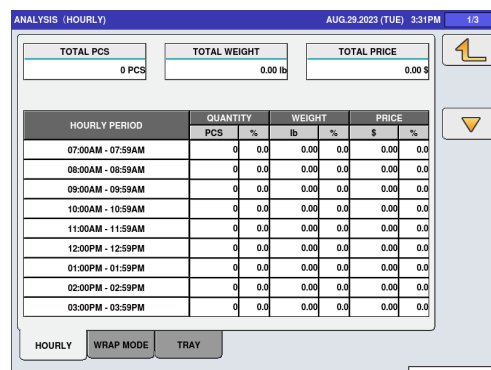 ANALYSIS (HOURLY) AUG.29.2023 (TUE) 3:31PM 1/3
TOTAL PCS TOTAL WEIGHT TOTAL PRICE
0 PCS 0.00 lb 0.00 $
HOURLY PERIOD QUANTITY WEIGHT PRICE
PCS % lb % $ %
07:00AM - 07:59AM 0 0.0 0.00 0.0 0.00 0.0
08:00AM - 08:59AM 0 0.0 0.00 0.0 0.00 0.0
09:00AM - 09:59AM 0 0.0 0.00 0.0 0.00 0.0
10:00AM - 10:59AM 0 0.0 0.00 0.0 0.00 0.0
11:00AM - 11:59AM 0 0.0 0.00 0.0 0.00 0.0
12:00PM - 12:59PM 0 0.0 0.00 0.0 0.00 0.0
01:00PM - 01:59PM 0 0.0 0.00 0.0 0.00 0.0
02:00PM - 02:59PM 0 0.0 0.00 0.0 0.00 0.0
03:00PM - 03:59PM 0 0.0 0.00 0.0 0.00 0.0
HOURLY WRAP MODE TRAY